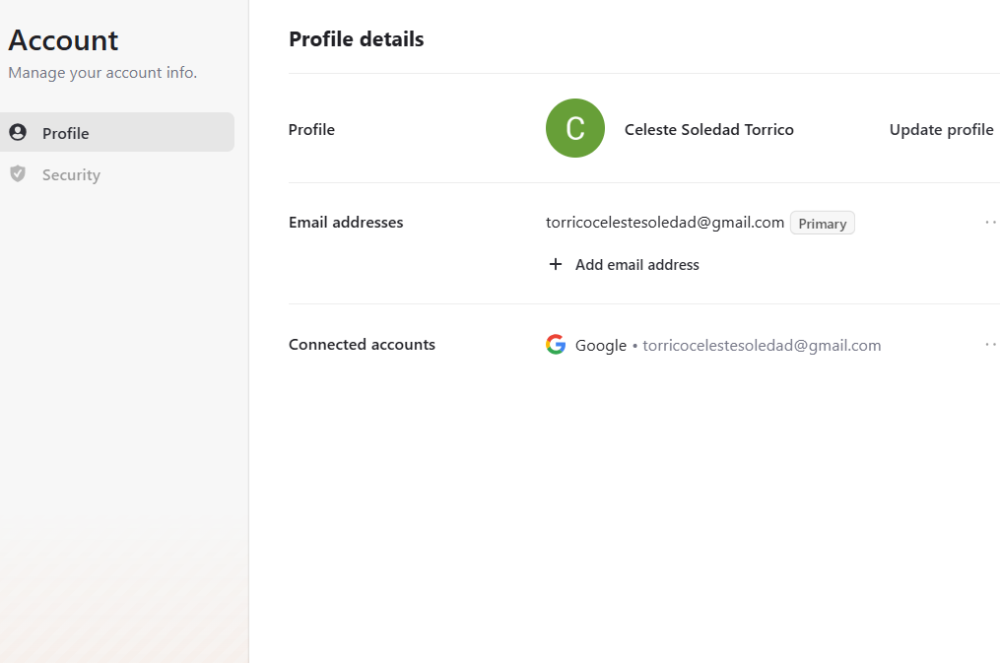 Account
Manage your account info.
Profile
Security
Profile details
Profile
C
Celeste Soledad Torrico
Update profile
Email addresses
torricocelestesoledad@gmail.com Primary
+ Add email address
Connected accounts
Google • torricocelestesoledad@gmail.com